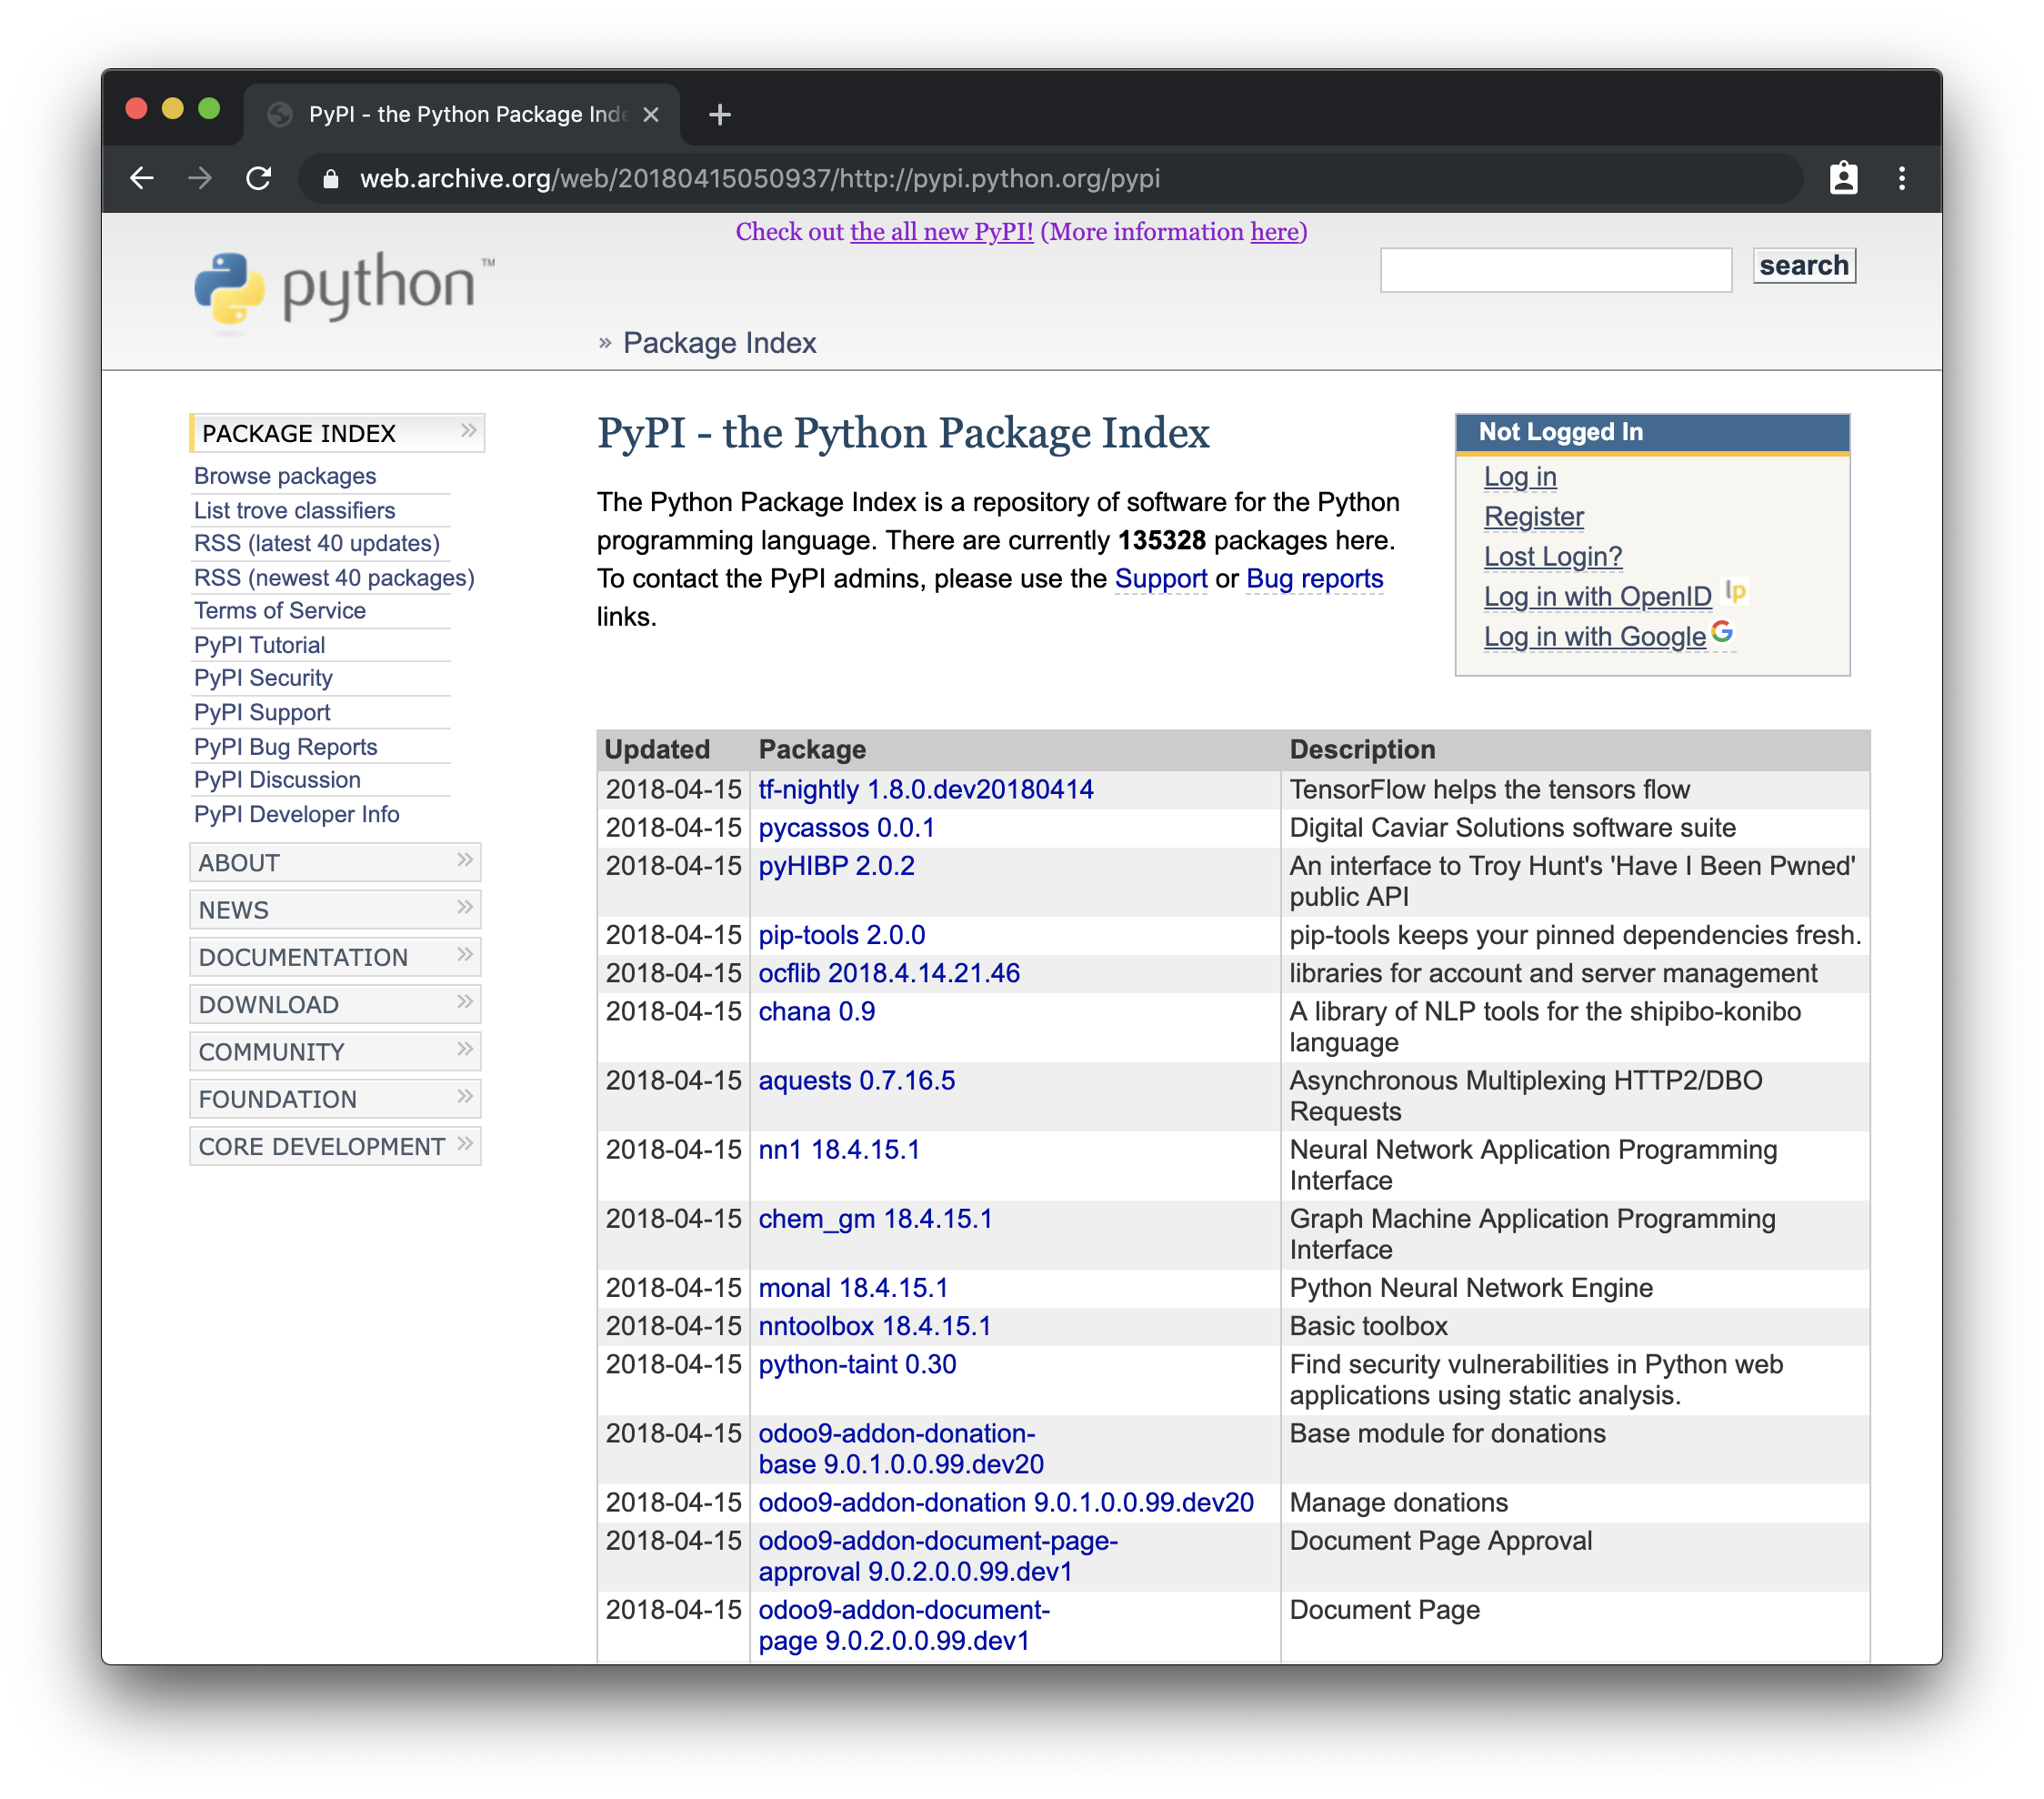 PyPI - the Python Package Inde
web.archive.org/web/20180415050937/http://pypi.python.org/pypi
Check out the all new PyPI! (More information here)
python™
search
» Package Index
PACKAGE INDEX »
Browse packages
List trove classifiers
RSS (latest 40 updates)
RSS (newest 40 packages)
Terms of Service
PyPI Tutorial
PyPI Security
PyPI Support
PyPI Bug Reports
PyPI Discussion
PyPI Developer Info
ABOUT »
NEWS »
DOCUMENTATION »
DOWNLOAD »
COMMUNITY »
FOUNDATION »
CORE DEVELOPMENT »
PyPI - the Python Package Index
The Python Package Index is a repository of software for the Python
programming language. There are currently 135328 packages here.
To contact the PyPI admins, please use the Support or Bug reports
links.
Not Logged In
Log in
Register
Lost Login?
Log in with OpenID lp
Log in with Google G
Updated Package Description
2018-04-15 tf-nightly 1.8.0.dev20180414 TensorFlow helps the tensors flow
2018-04-15 pycassos 0.0.1 Digital Caviar Solutions software suite
2018-04-15 pyHIBP 2.0.2 An interface to Troy Hunt's 'Have I Been Pwned'
public API
2018-04-15 pip-tools 2.0.0 pip-tools keeps your pinned dependencies fresh.
2018-04-15 ocflib 2018.4.14.21.46 libraries for account and server management
2018-04-15 chana 0.9 A library of NLP tools for the shipibo-konibo
language
2018-04-15 aquests 0.7.16.5 Asynchronous Multiplexing HTTP2/DBO
Requests
2018-04-15 nn1 18.4.15.1 Neural Network Application Programming
Interface
2018-04-15 chem_gm 18.4.15.1 Graph Machine Application Programming
Interface
2018-04-15 monal 18.4.15.1 Python Neural Network Engine
2018-04-15 nntoolbox 18.4.15.1 Basic toolbox
2018-04-15 python-taint 0.30 Find security vulnerabilities in Python web
applications using static analysis.
2018-04-15 odoo9-addon-donation- Base module for donations
base 9.0.1.0.0.99.dev20
2018-04-15 odoo9-addon-donation 9.0.1.0.0.99.dev20 Manage donations
2018-04-15 odoo9-addon-document-page- Document Page Approval
approval 9.0.2.0.0.99.dev1
2018-04-15 odoo9-addon-document- Document Page
page 9.0.2.0.0.99.dev1